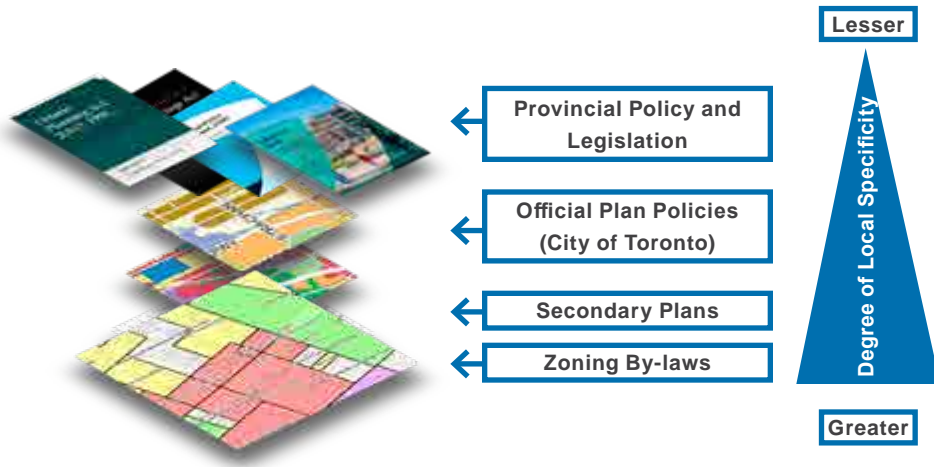 Lesser
Provincial Policy and
Legislation
Official Plan Policies
(City of Toronto)
Secondary Plans
Zoning By-laws
Degree of Local Specificity
Greater